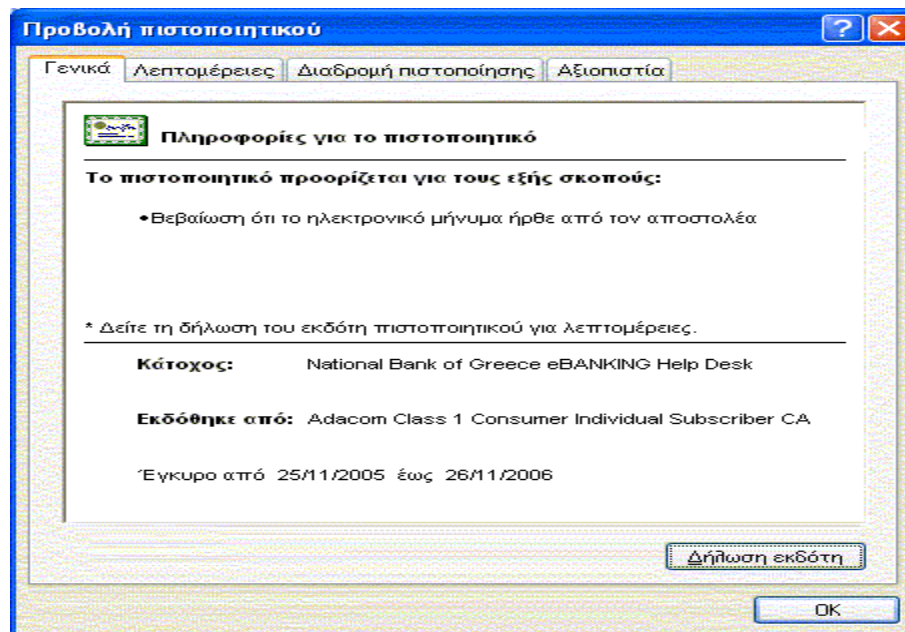 Προβολή πιστοποιητικού
Γενικά Λεπτομέρειες Διαδρομή πιστοποίησης Αξιοπιστία
Πληροφορίες για το πιστοποιητικό
Το πιστοποιητικό προορίζεται για τους εξής σκοπούς:
•Βεβαίωση ότι το ηλεκτρονικό μήνυμα ήρθε από τον αποστολέα
* Δείτε τη δήλωση του εκδότη πιστοποιητικού για λεπτομέρειες.
Κάτοχος: National Bank of Greece eBANKING Help Desk
Εκδόθηκε από: Adacom Class 1 Consumer Individual Subscriber CA
Έγκυρο από 25/11/2005 έως 26/11/2006
Δήλωση εκδότη
OK